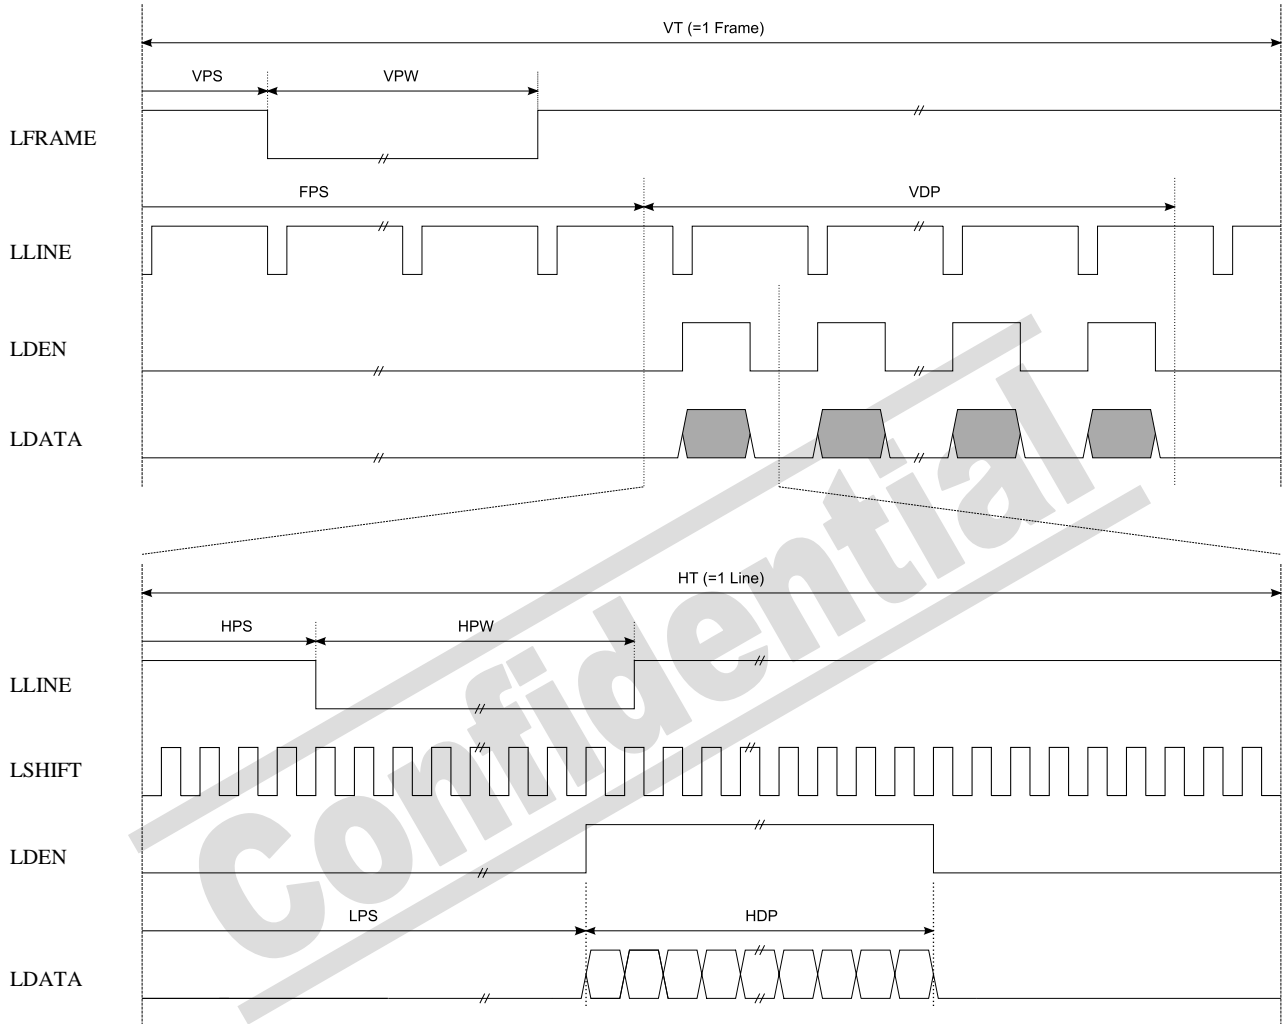 VT (=1 Frame)
VPS VPW
LFRAME
FPS VDP
LLINE
LDEN
LDATA
HT (=1 Line)
HPS HPW
LLINE
LSHIFT
LDEN
LPS HDP
LDATA
Confidential